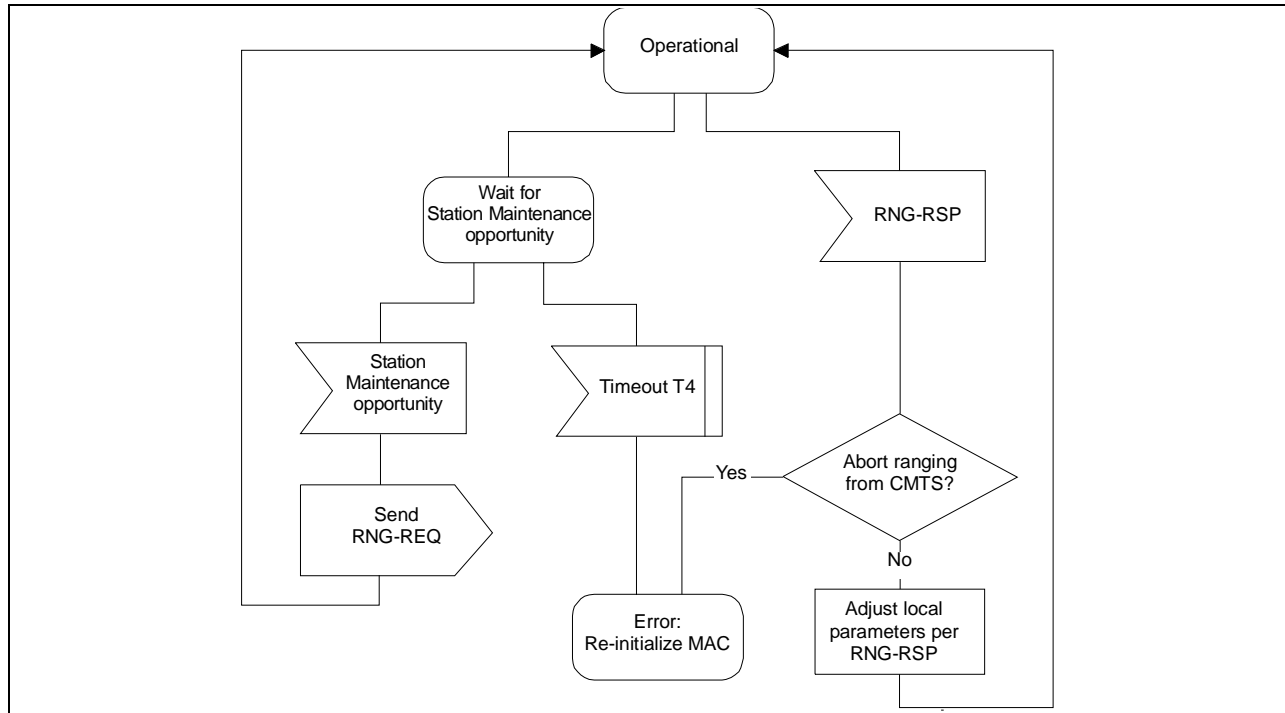 Operational
Wait for
Station Maintenance
opportunity
RNG-RSP
Station
Maintenance
opportunity
Timeout T4
Send
RNG-REQ
Yes
Abort ranging
from CMTS?
No
Error:
Re-initialize MAC
Adjust local
parameters per
RNG-RSP